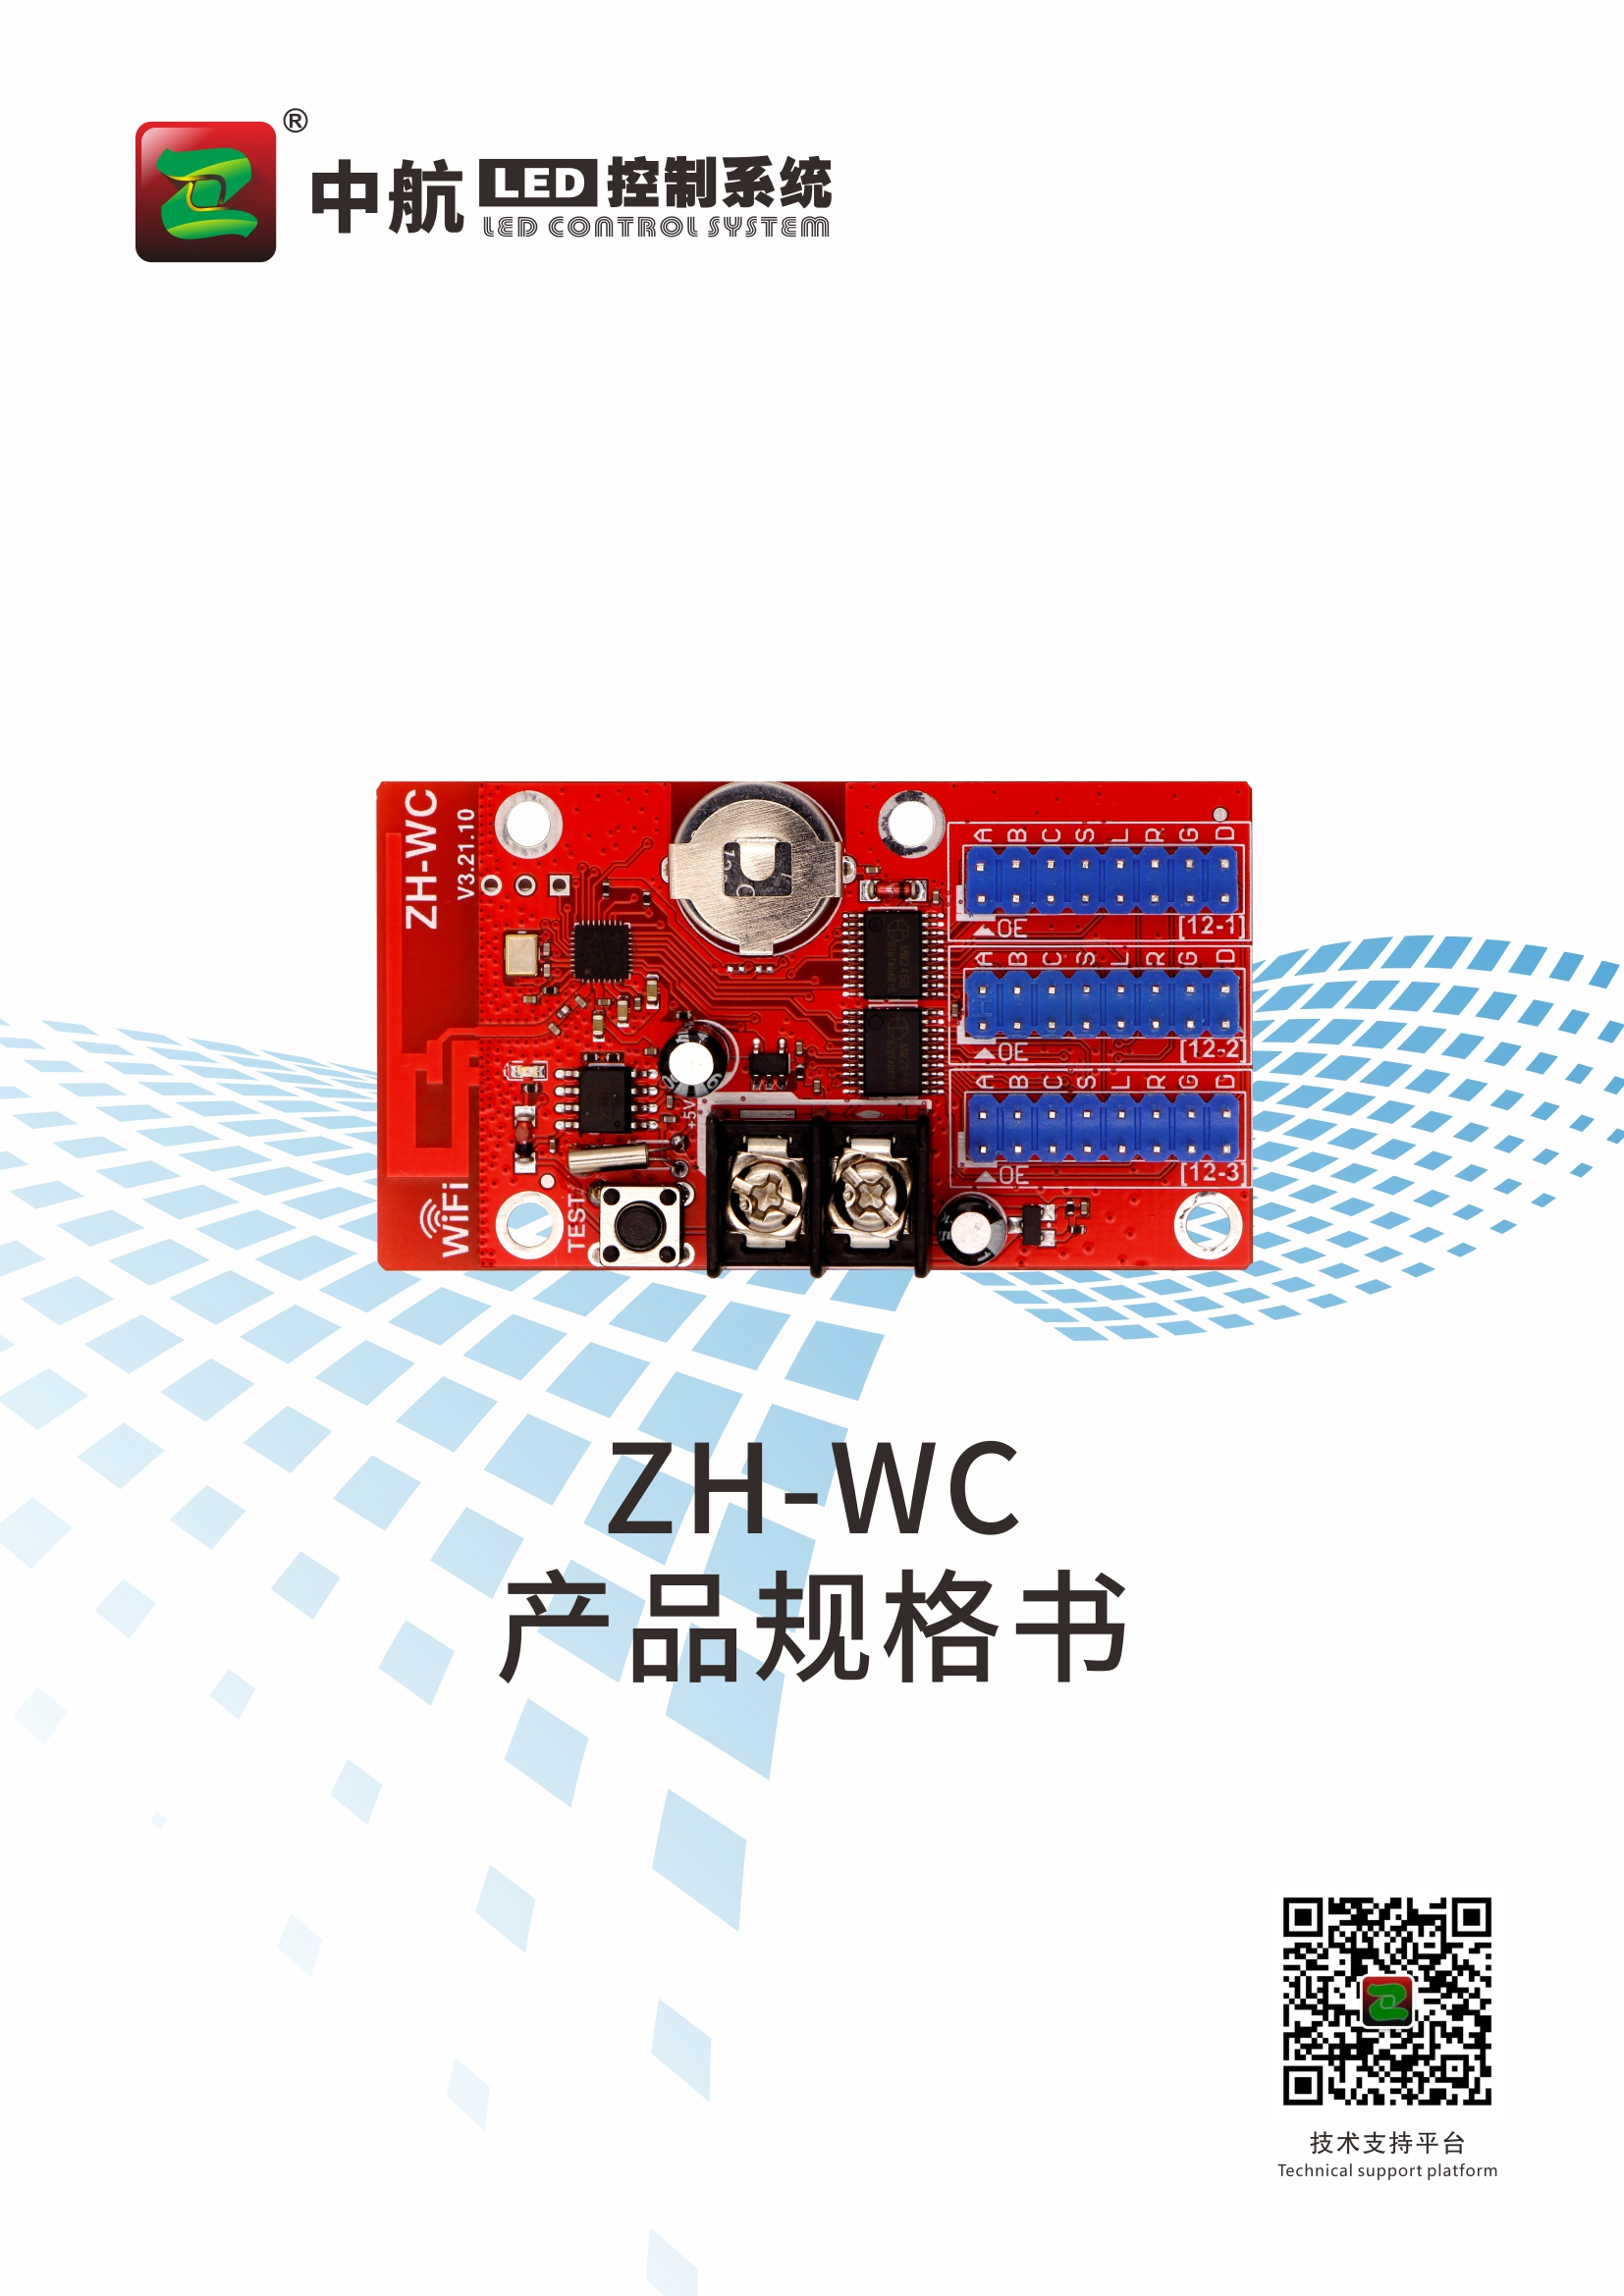 ®
中航 LED 控制系统
LED CONTROL SYSTEM
ZH-WC
V3.21.10
A B C S L R G D
OE [12-1]
A B C S L R G D
OE [12-2]
A B C S L R G D
OE [12-3]
+5V
WiFi
TEST
ZH-WC
产品规格书
技术支持平台
Technical support platform